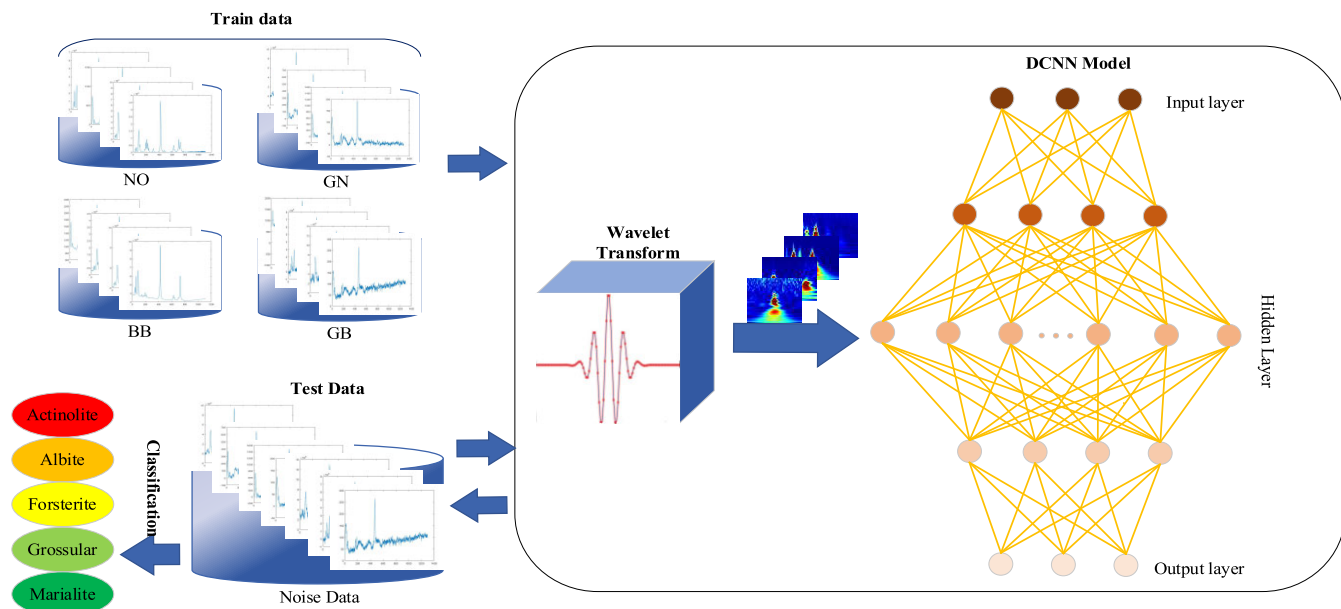 Train data
NO
GN
BB
GB
Test Data
Noise Data
Classification
Actinolite
Albite
Forsterite
Grossular
Marialite
Wavelet
Transform
DCNN Model
Input layer
Hidden Layer
Output layer